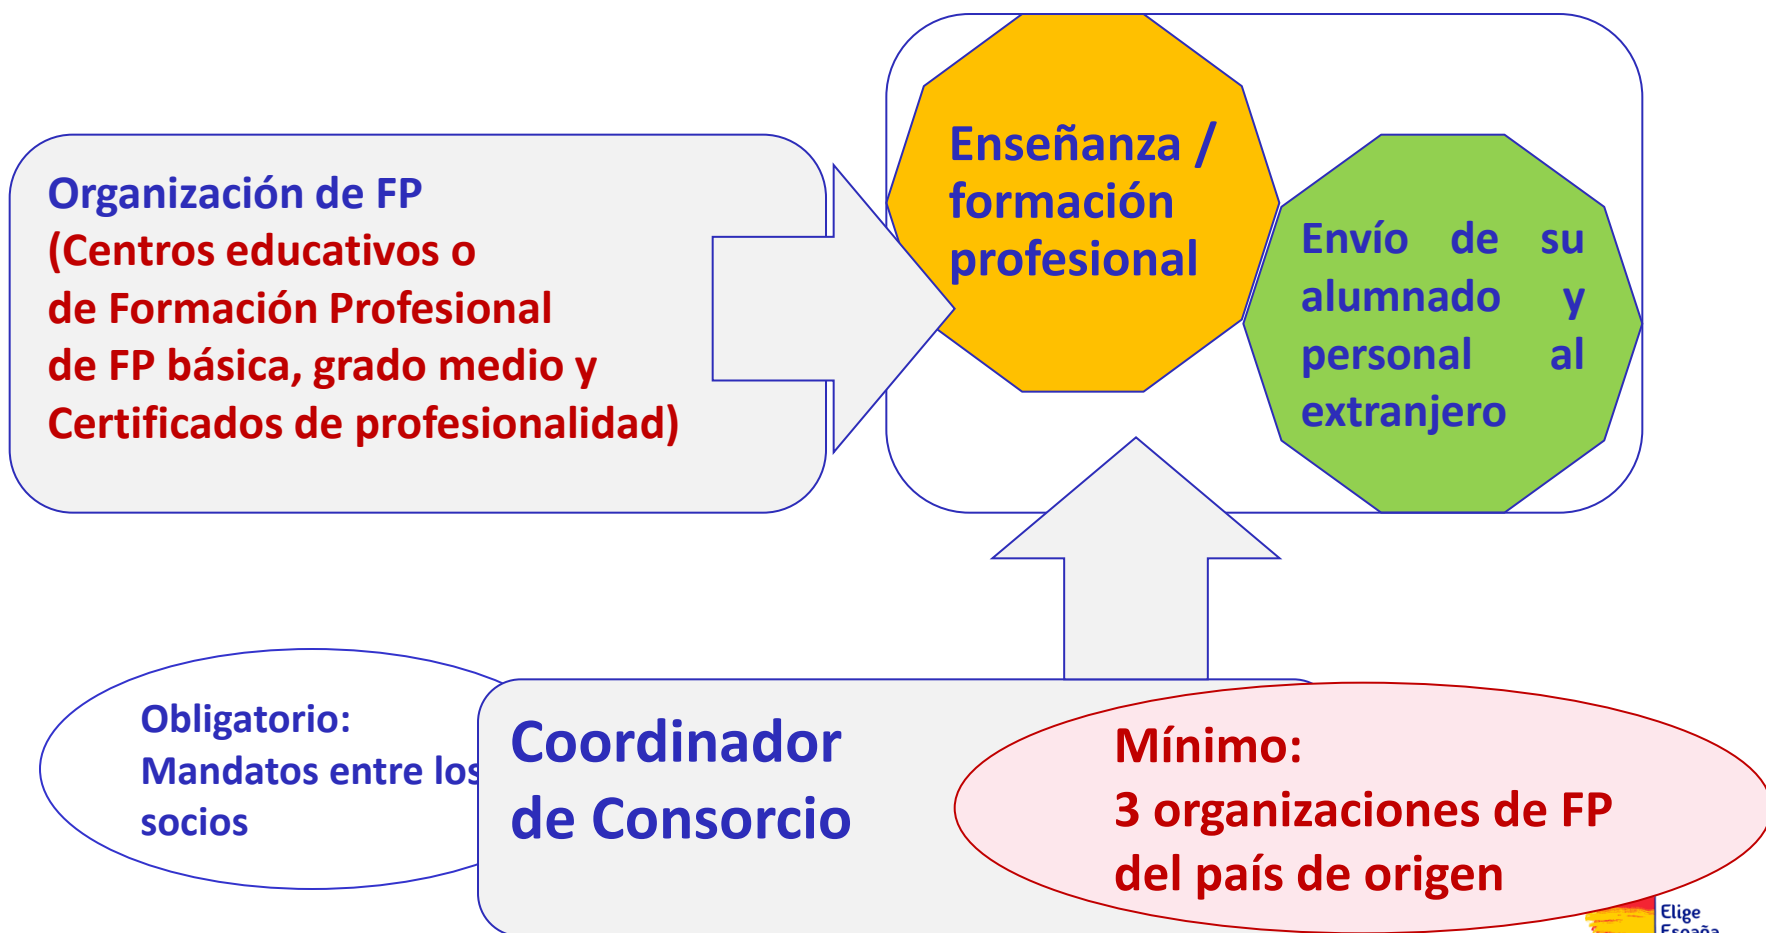 Organización de FP
(Centros educativos o
de Formación Profesional
de FP básica, grado medio y
Certificados de profesionalidad)
Enseñanza /
formación
profesional
Envío de su
alumnado y
personal al
extranjero
Obligatorio:
Mandatos entre los
socios
Coordinador
de Consorcio
Mínimo:
3 organizaciones de FP
del país de origen
Elige
España